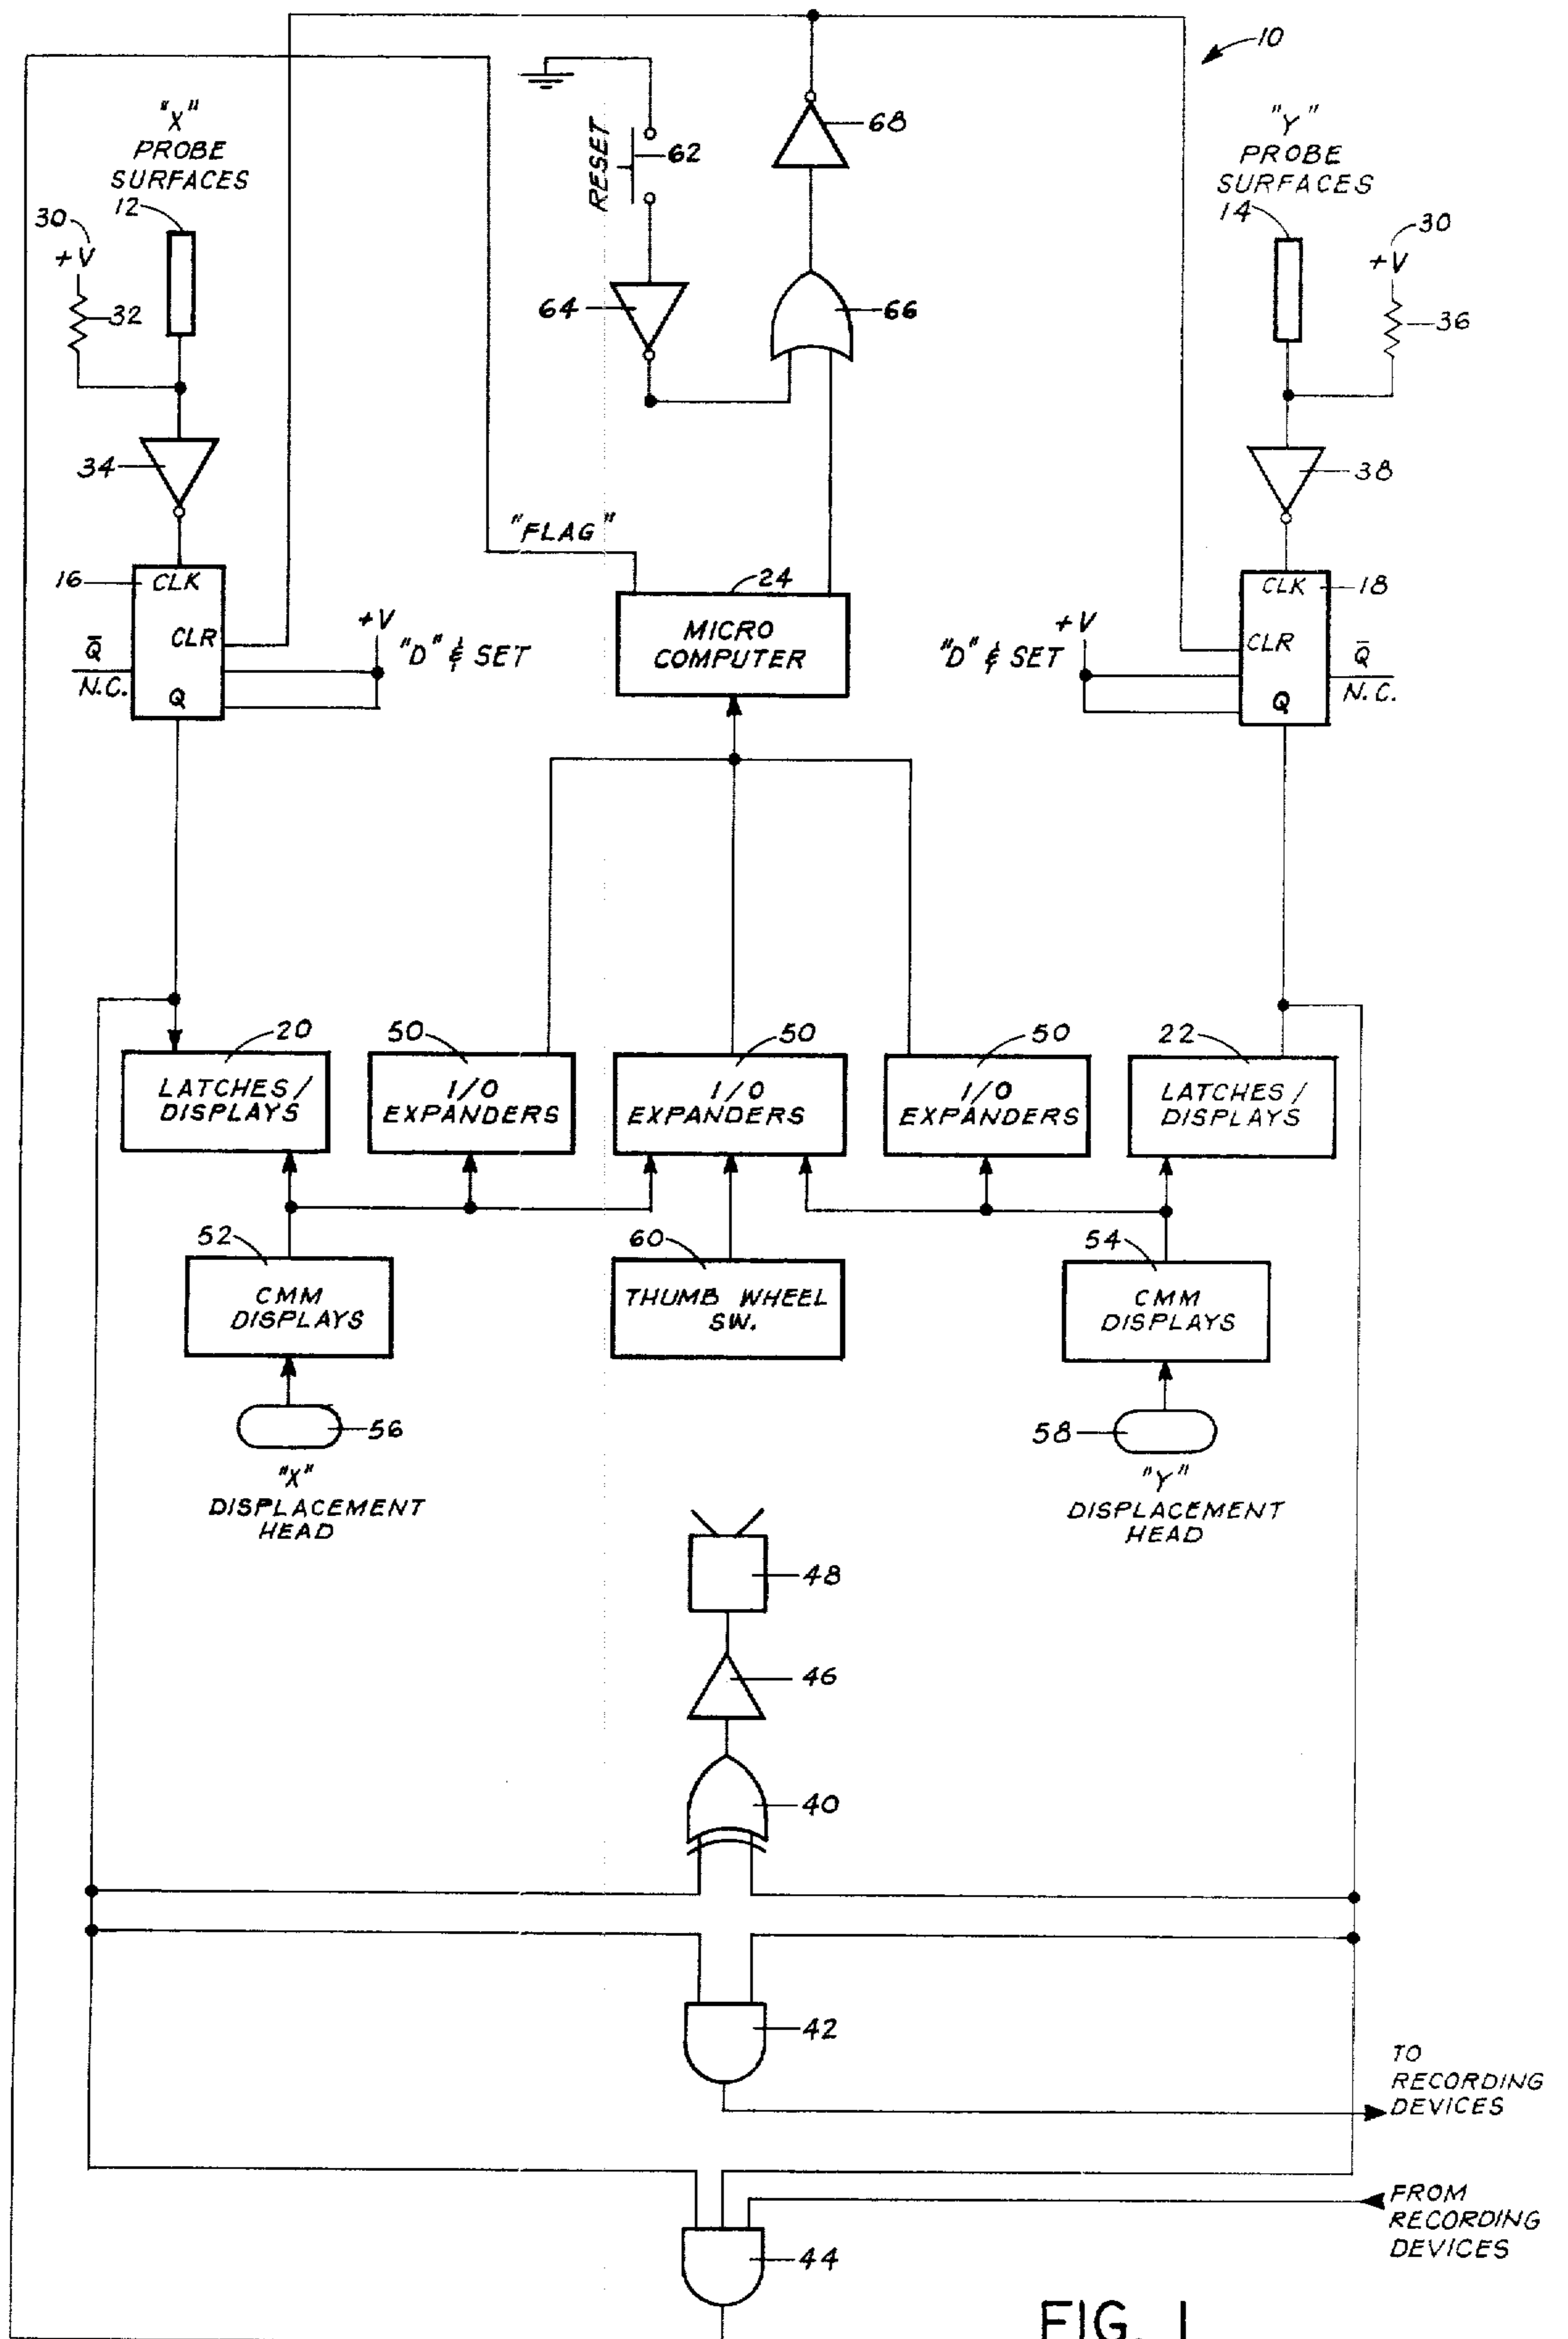 10
"X"
PROBE
SURFACES
12
30
+V
32
34
16
CLK
CLR
Q̅
N.C.
Q
+V
"D" & SET
RESET
62
64
66
68
"FLAG"
24
MICRO
COMPUTER
"Y"
PROBE
SURFACES
14
30
+V
36
38
CLK
18
CLR
+V
"D" & SET
Q̅
N.C.
Q
20
LATCHES/
DISPLAYS
50
I/O
EXPANDERS
50
I/O
EXPANDERS
50
I/O
EXPANDERS
22
LATCHES/
DISPLAYS
52
CMM
DISPLAYS
60
THUMB WHEEL
SW.
54
CMM
DISPLAYS
56
"X"
DISPLACEMENT
HEAD
58
"Y"
DISPLACEMENT
HEAD
48
46
40
42
TO
RECORDING
DEVICES
FROM
RECORDING
DEVICES
44
FIG. 1